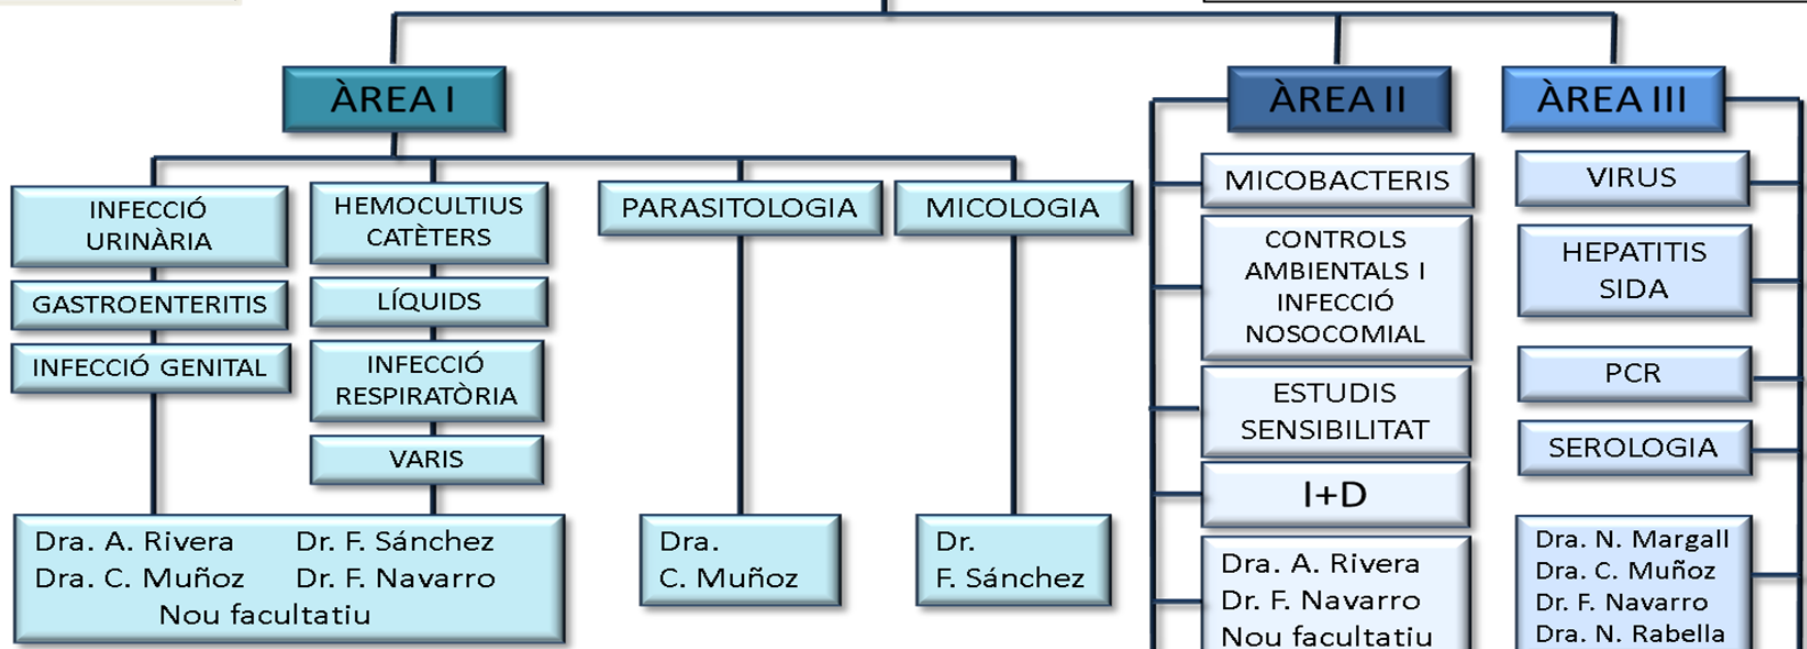 ÀREA I
ÀREA II
ÀREA III
INFECCIÓ
URINÀRIA
GASTROENTERITIS
INFECCIÓ GENITAL
HEMOCULTIUS
CATÈTERS
LÍQUIDS
INFECCIÓ
RESPIRATÒRIA
VARIS
Dra. A. Rivera Dr. F. Sánchez
Dra. C. Muñoz Dr. F. Navarro
Nou facultatiu
PARASITOLOGIA
Dra.
C. Muñoz
MICOLOGIA
Dr.
F. Sánchez
MICOBACTERIS
CONTROLS
AMBIENTALS I
INFECCIÓ
NOSOCOMIAL
ESTUDIS
SENSIBILITAT
I+D
Dra. A. Rivera
Dr. F. Navarro
Nou facultatiu
VIRUS
HEPATITIS
SIDA
PCR
SEROLOGIA
Dra. N. Margall
Dra. C. Muñoz
Dr. F. Navarro
Dra. N. Rabella